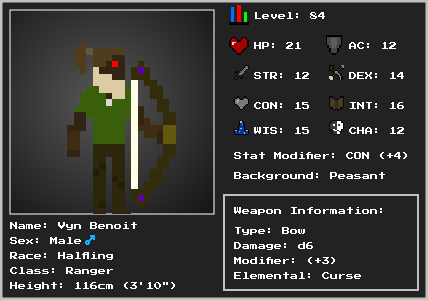 Level: 84
HP: 21 AC: 12
STR: 12 DEX: 14
CON: 15 INT: 16
WIS: 15 CHA: 12
Stat Modifier: CON (+4)
Background: Peasant
Name: Vyn Benoit
Sex: Male ♂
Race: Halfling
Class: Ranger
Height: 116cm (3'10")
Weapon Information:
Type: Bow
Damage: d6
Modifier: (+3)
Elemental: Curse